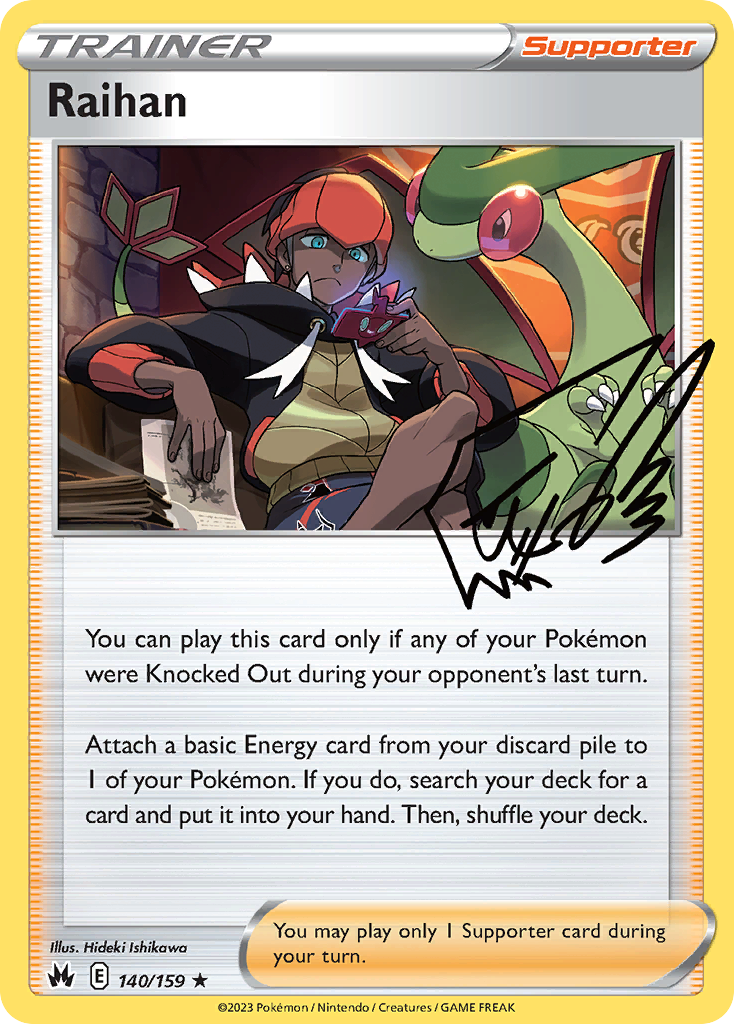 TRAINER
Supporter
Raihan
You can play this card only if any of your Pokémon
were Knocked Out during your opponent's last turn.
Attach a basic Energy card from your discard pile to
1 of your Pokémon. If you do, search your deck for a
card and put it into your hand. Then, shuffle your deck.
You may play only 1 Supporter card during
your turn.
Illus. Hideki Ishikawa
E 140/159 ★
©2023 Pokémon / Nintendo / Creatures / GAME FREAK